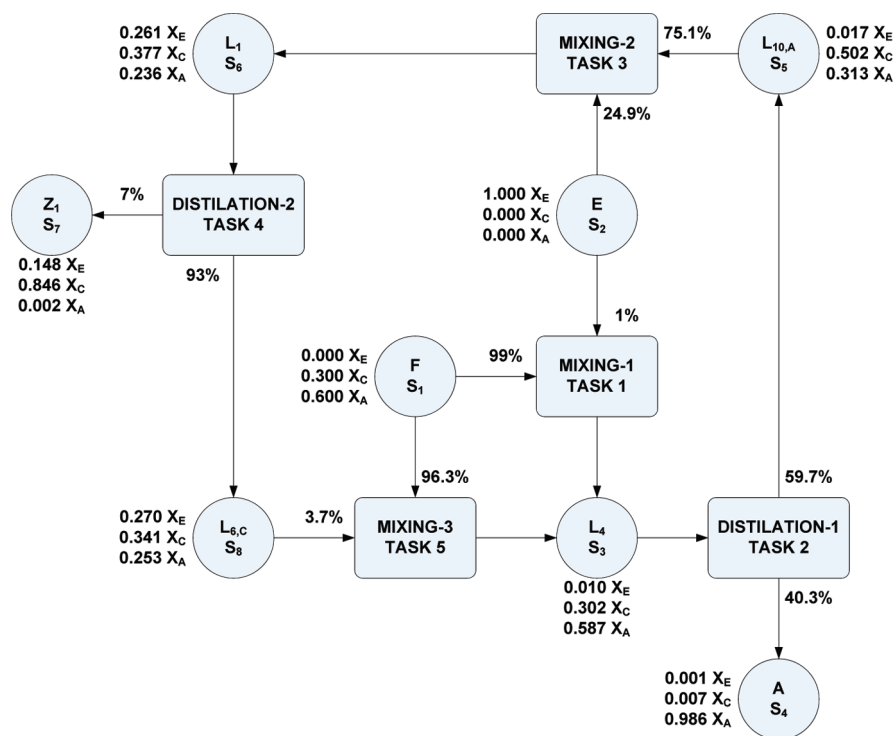 0.261 X_E
0.377 X_C
0.236 X_A
L_1
S_6
MIXING-2
TASK 3
75.1%
L_10,A
S_5
0.017 X_E
0.502 X_C
0.313 X_A
24.9%
7%
Z_1
S_7
0.148 X_E
0.846 X_C
0.002 X_A
DISTILATION-2
TASK 4
93%
1.000 X_E
0.000 X_C
0.000 X_A
E
S_2
1%
0.000 X_E
0.300 X_C
0.600 X_A
F
S_1
99%
MIXING-1
TASK 1
96.3%
59.7%
0.270 X_E
0.341 X_C
0.253 X_A
L_6,C
S_8
3.7%
MIXING-3
TASK 5
L_4
S_3
0.010 X_E
0.302 X_C
0.587 X_A
DISTILATION-1
TASK 2
40.3%
0.001 X_E
0.007 X_C
0.986 X_A
A
S_4